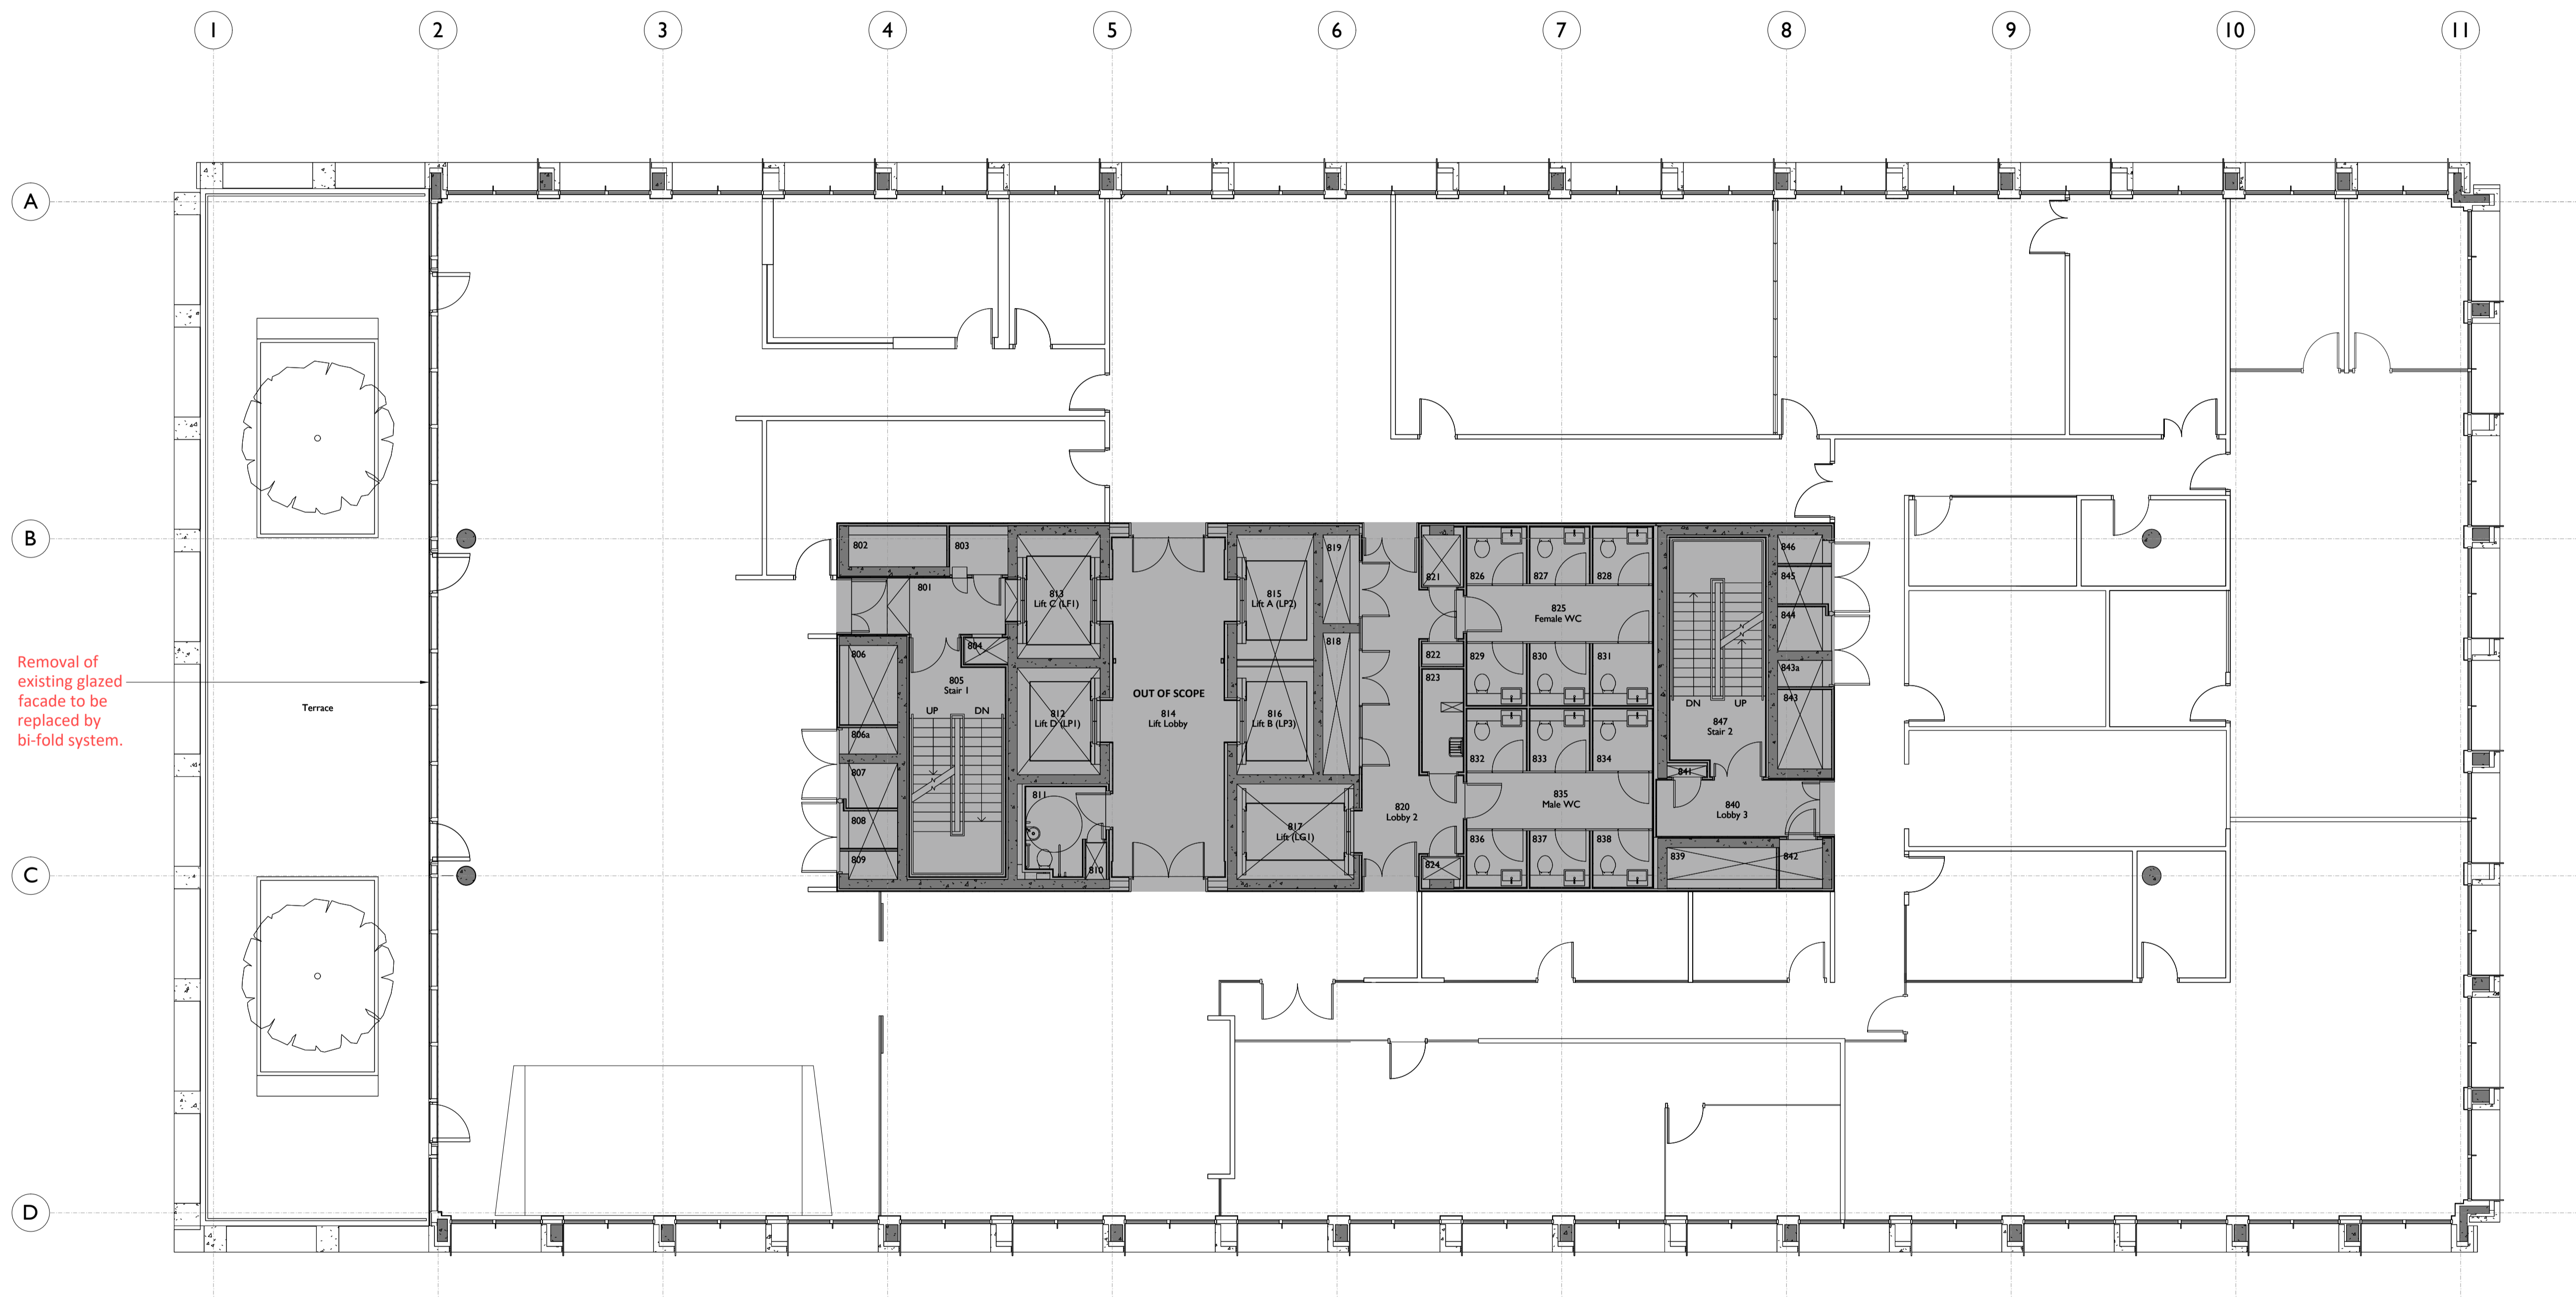 1 2 3 4 5 6 7 8 9 10 11
A
B
C
D
Removal of
existing glazed
facade to be
replaced by
bi-fold system.
Terrace
802
803
801
804
805
Stair 1
UP DN
806
806a
807
808
809
813
Lift C (LF1)
812
Lift D (LP1)
811
810
OUT OF SCOPE
814
Lift Lobby
815
Lift A (LP2)
816
Lift B (LP3)
817
Lift (LG1)
819
818
820
Lobby 2
821
822
823
824
826
827
828
825
Female WC
829
830
831
832
833
834
835
Male WC
836
837
838
DN UP
847
Stair 2
841
840
Lobby 3
839
842
846
845
844
843a
843